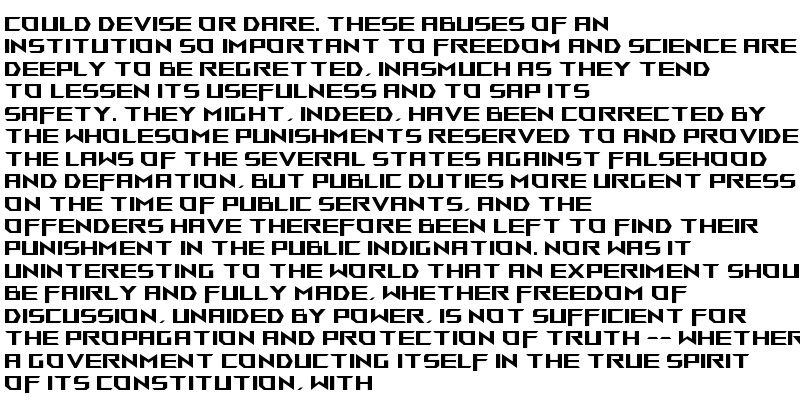 COULD DEVISE OR DARE. THESE ABUSES OF AN
INSTITUTION SO IMPORTANT TO FREEDOM AND SCIENCE ARE
DEEPLY TO BE REGRETTED, INASMUCH AS THEY TEND
TO LESSEN ITS USEFULNESS AND TO SAP ITS
SAFETY. THEY MIGHT, INDEED, HAVE BEEN CORRECTED BY
THE WHOLESOME PUNISHMENTS RESERVED TO AND PROVIDE
THE LAWS OF THE SEVERAL STATES AGAINST FALSEHOOD
AND DEFAMATION, BUT PUBLIC DUTIES MORE URGENT PRESS
ON THE TIME OF PUBLIC SERVANTS, AND THE
OFFENDERS HAVE THEREFORE BEEN LEFT TO FIND THEIR
PUNISHMENT IN THE PUBLIC INDIGNATION. NOR WAS IT
UNINTERESTING TO THE WORLD THAT AN EXPERIMENT SHOU
BE FAIRLY AND FULLY MADE, WHETHER FREEDOM OF
DISCUSSION, UNAIDED BY POWER, IS NOT SUFFICIENT FOR
THE PROPAGATION AND PROTECTION OF TRUTH -- WHETHER
A GOVERNMENT CONDUCTING ITSELF IN THE TRUE SPIRIT
OF ITS CONSTITUTION, WITH